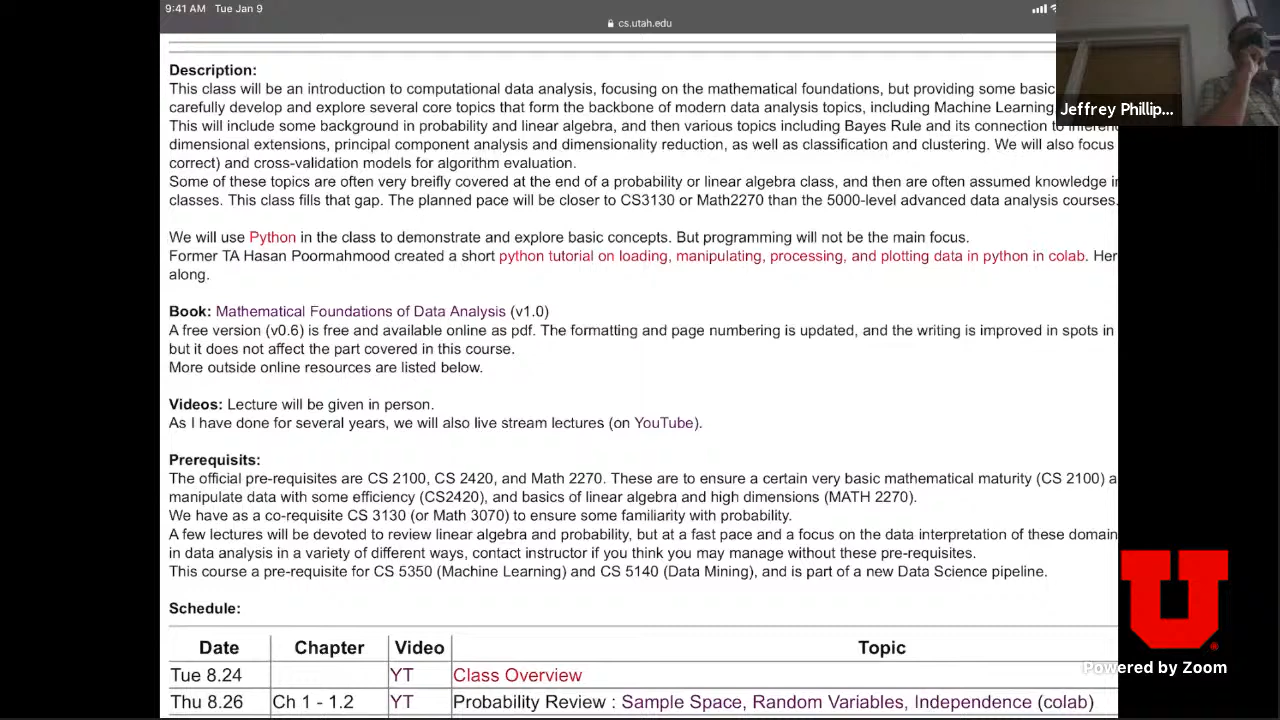 9:41 AM Tue Jan 9
cs.utah.edu
Description:
This class will be an introduction to computational data analysis, focusing on the mathematical foundations, but providing some basic
carefully develop and explore several core topics that form the backbone of modern data analysis topics, including Machine Learning
This will include some background in probability and linear algebra, and then various topics including Bayes Rule and its connection to
dimensional extensions, principal component analysis and dimensionality reduction, as well as classification and clustering. We will also focus
correct) and cross-validation models for algorithm evaluation.
Some of these topics are often very breifly covered at the end of a probability or linear algebra class, and then are often assumed knowledge
classes. This class fills that gap. The planned pace will be closer to CS3130 or Math2270 than the 5000-level advanced data analysis courses.
We will use Python in the class to demonstrate and explore basic concepts. But programming will not be the main focus.
Former TA Hasan Poormahmood created a short python tutorial on loading, manipulating, processing, and plotting data in python in colab. Her
along.
Book: Mathematical Foundations of Data Analysis (v1.0)
A free version (v0.6) is free and available online as pdf. The formatting and page numbering is updated, and the writing is improved in spots in
but it does not affect the part covered in this course.
More outside online resources are listed below.
Videos: Lecture will be given in person.
As I have done for several years, we will also live stream lectures (on YouTube).
Prerequisits:
The official pre-requisites are CS 2100, CS 2420, and Math 2270. These are to ensure a certain very basic mathematical maturity (CS 2100) a
manipulate data with some efficiency (CS2420), and basics of linear algebra and high dimensions (MATH 2270).
We have as a co-requisite CS 3130 (or Math 3070) to ensure some familiarity with probability.
A few lectures will be devoted to review linear algebra and probability, but at a fast pace and a focus on the data interpretation of these domain
in data analysis in a variety of different ways, contact instructor if you think you may manage without these pre-requisites.
This course a pre-requisite for CS 5350 (Machine Learning) and CS 5140 (Data Mining), and is part of a new Data Science pipeline.
Schedule:
Date Chapter Video Topic
Tue 8.24 YT Class Overview
Thu 8.26 Ch 1 - 1.2 YT Probability Review : Sample Space, Random Variables, Independence (colab)
Jeffrey Phillip...
U
Powered by Zoom